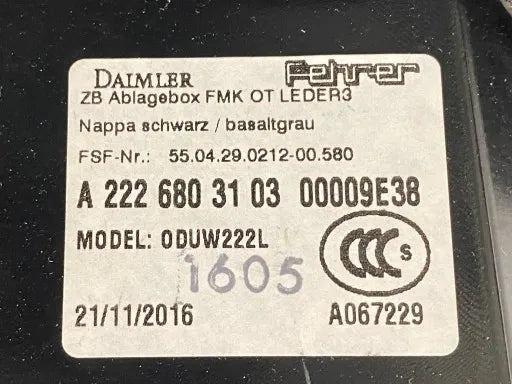 DAIMLER Fehrer
ZB Ablagebox FMK OT LEDER3
Nappa schwarz / basaltgrau
FSF-Nr.: 55.04.29.0212-00.580
A 222 680 31 03 00009E38
MODEL: ODUW222L
CCC S
1605
21/11/2016 A067229